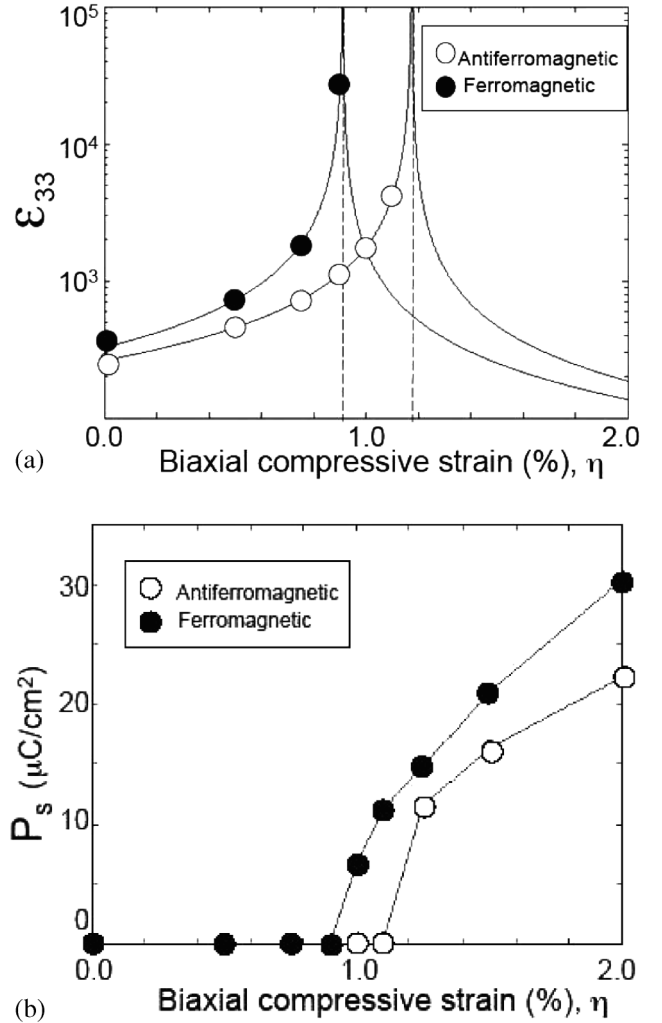 10⁵
Antiferromagnetic
Ferromagnetic
10⁴
ε₃₃
10³
0.0 1.0 2.0
(a) Biaxial compressive strain (%), η
30
Antiferromagnetic
Ferromagnetic
20
Pₛ (μC/cm²)
10
0
0.0 1.0 2.0
(b) Biaxial compressive strain (%), η